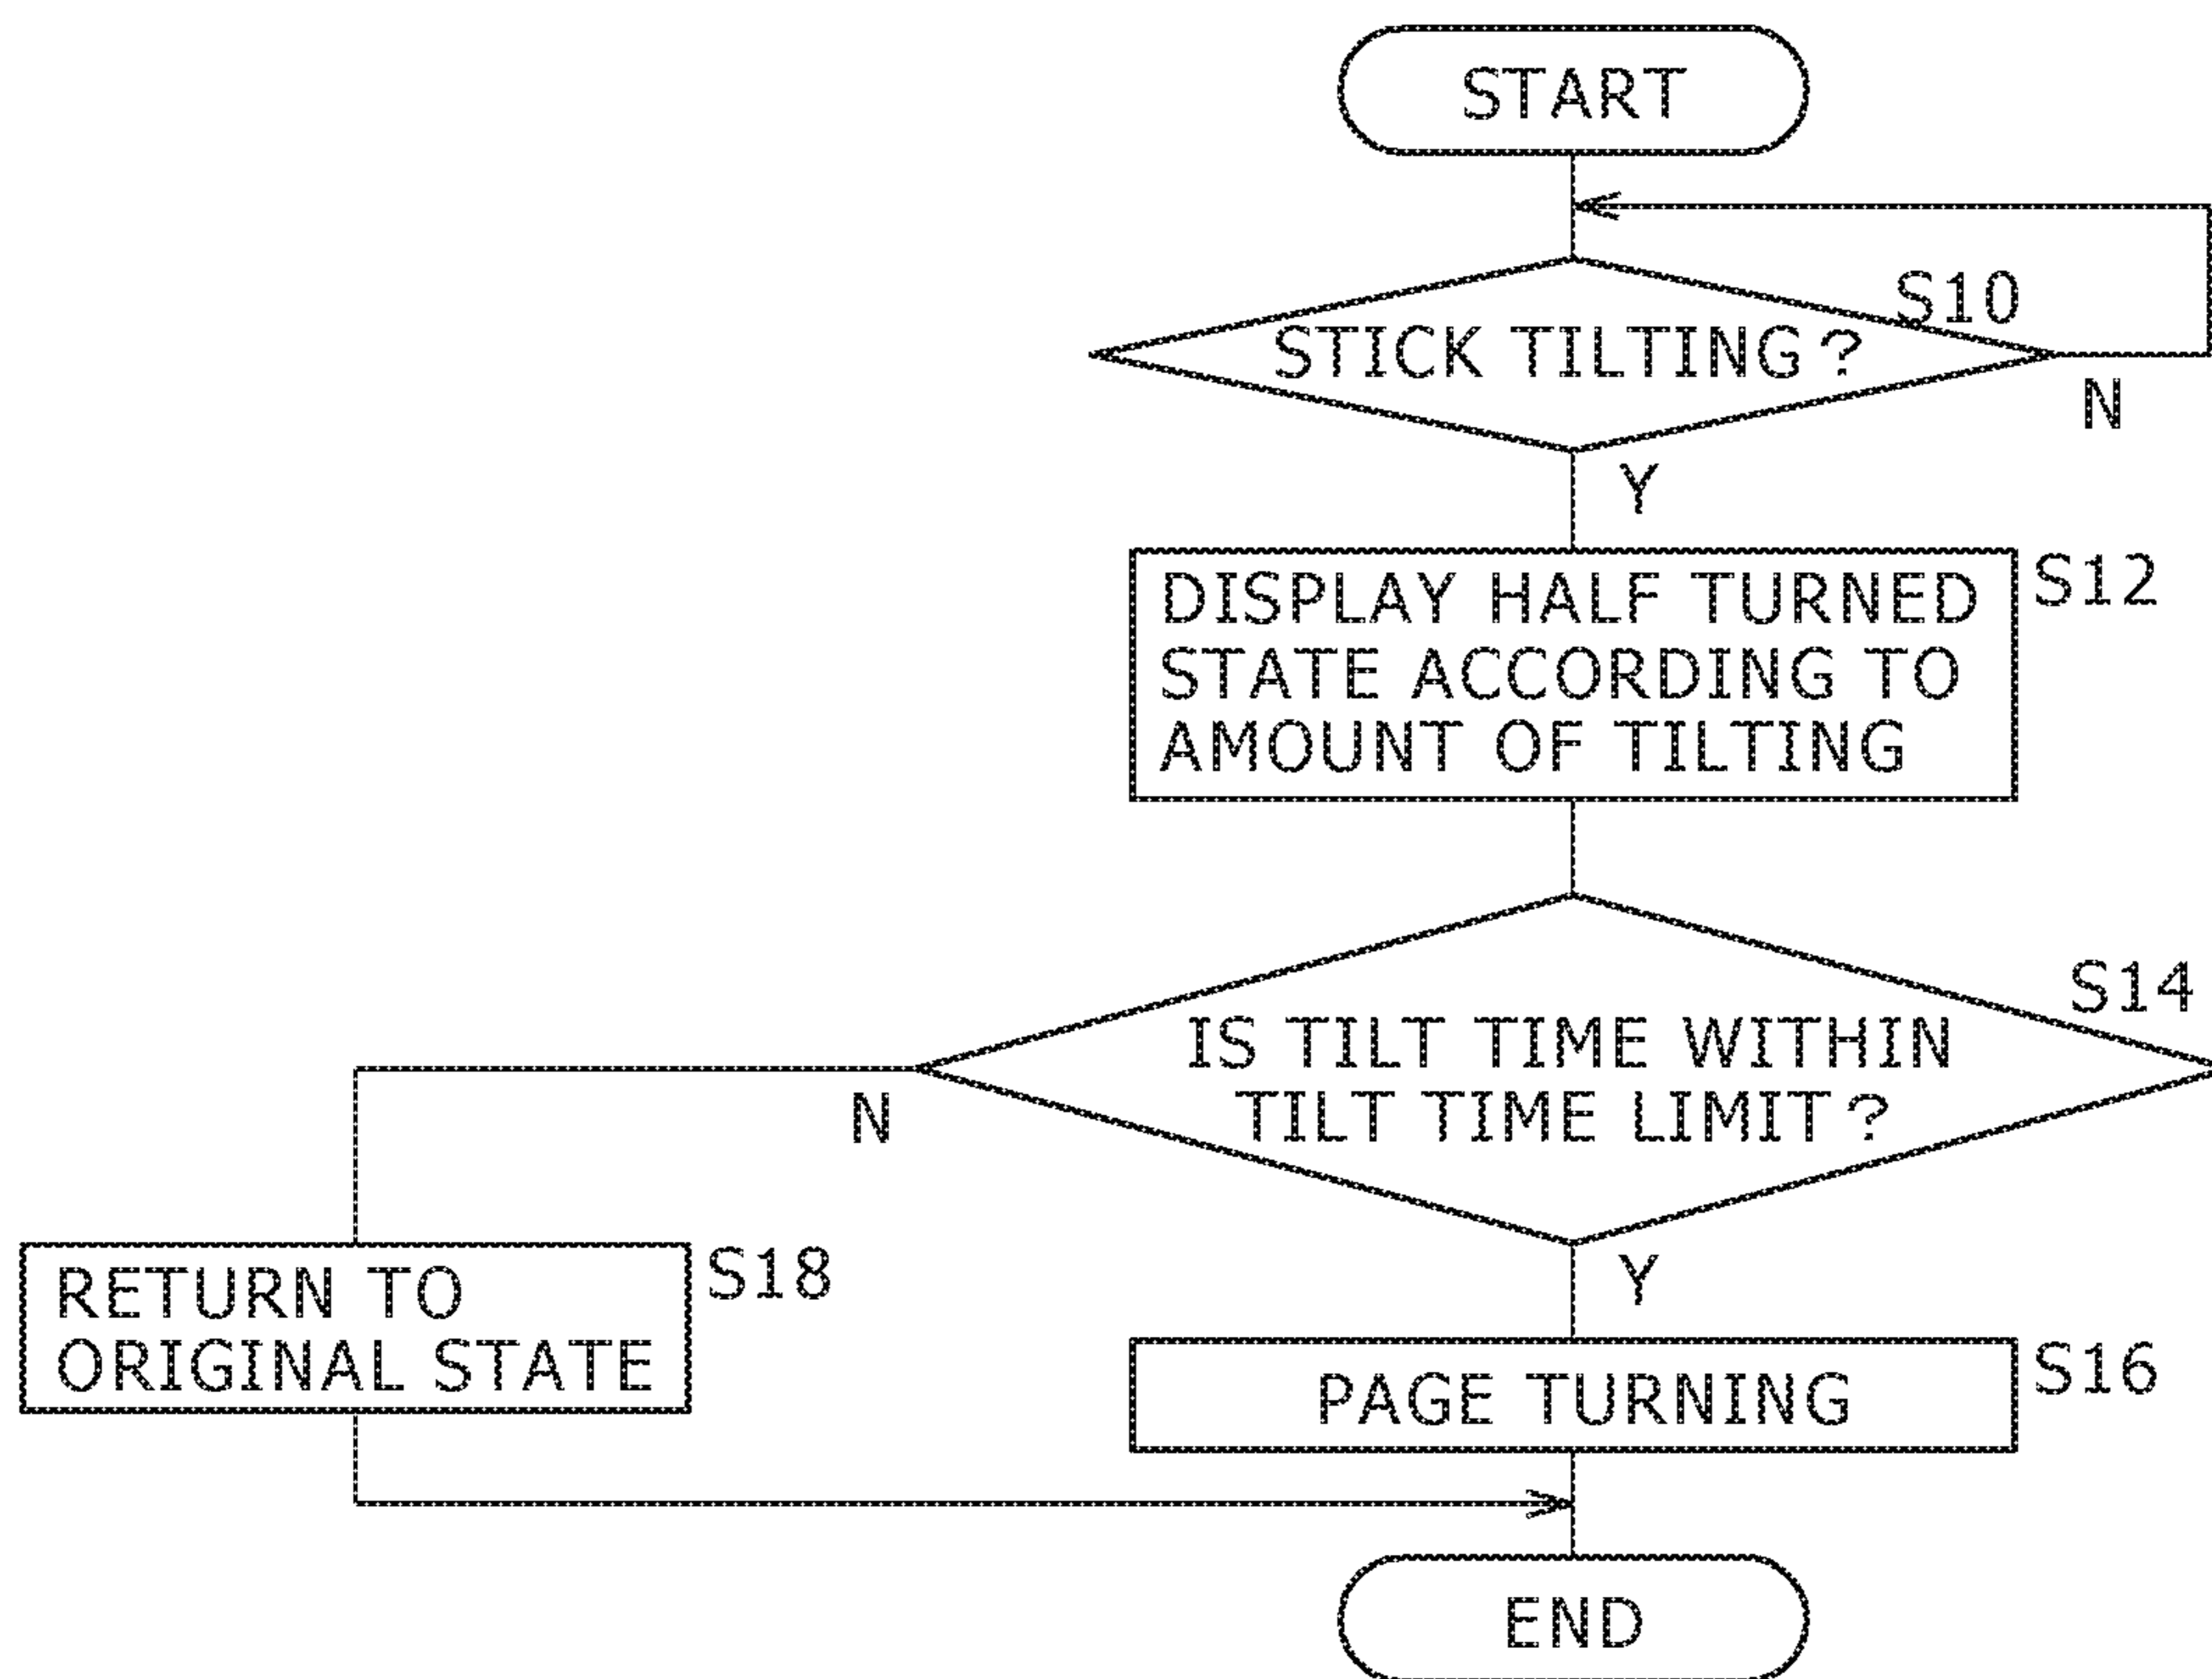 START
S10
STICK TILTING?
N
Y
DISPLAY HALF TURNED
STATE ACCORDING TO
AMOUNT OF TILTING
S12
S14
IS TILT TIME WITHIN
TILT TIME LIMIT?
N
Y
RETURN TO
ORIGINAL STATE
S18
PAGE TURNING
S16
END